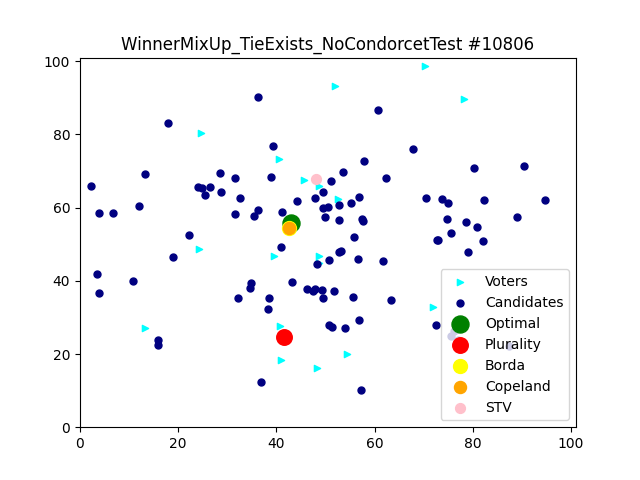 WinnerMixUp_TieExists_NoCondorcetTest #10806
100
80
60
40
20
0
0 20 40 60 80 100
Voters
Candidates
Optimal
Plurality
Borda
Copeland
STV